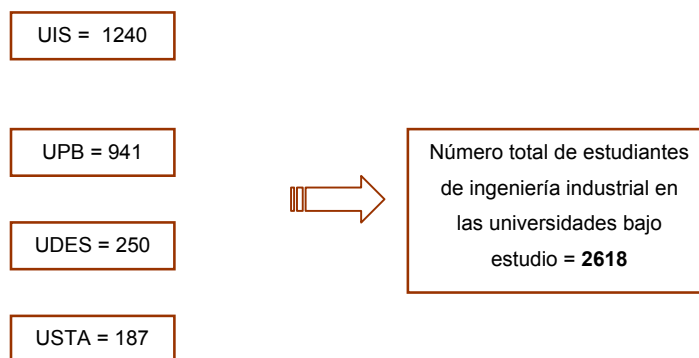 UIS = 1240
UPB = 941
UDES = 250
USTA = 187
Número total de estudiantes
de ingeniería industrial en
las universidades bajo
estudio = 2618